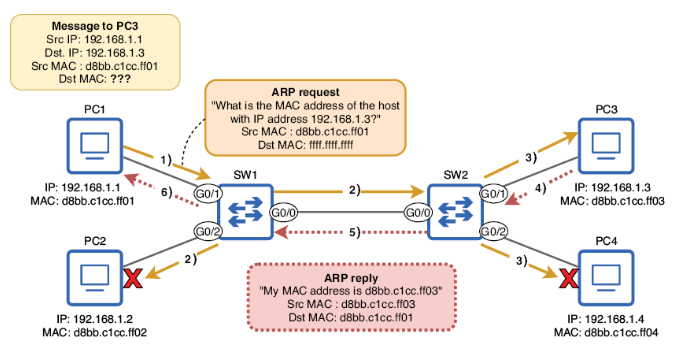 Message to PC3
Src IP: 192.168.1.1
Dst. IP: 192.168.1.3
Src MAC : d8bb.c1cc.ff01
Dst MAC: ???
ARP request
"What is the MAC address of the host
with IP address 192.168.1.3?"
Src MAC : d8bb.c1cc.ff01
Dst MAC: ffff.ffff.ffff
PC1
PC3
1)
3)
SW1
SW2
6)
2)
4)
G0/1
G0/1
IP: 192.168.1.1
MAC: d8bb.c1cc.ff01
IP: 192.168.1.3
MAC: d8bb.c1cc.ff03
G0/0
G0/0
PC2
G0/2
5)
G0/2
PC4
2)
3)
ARP reply
"My MAC address is d8bb.c1cc.ff03"
Src MAC : d8bb.c1cc.ff03
Dst MAC: d8bb.c1cc.ff01
IP: 192.168.1.2
MAC: d8bb.c1cc.ff02
IP: 192.168.1.4
MAC: d8bb.c1cc.ff04